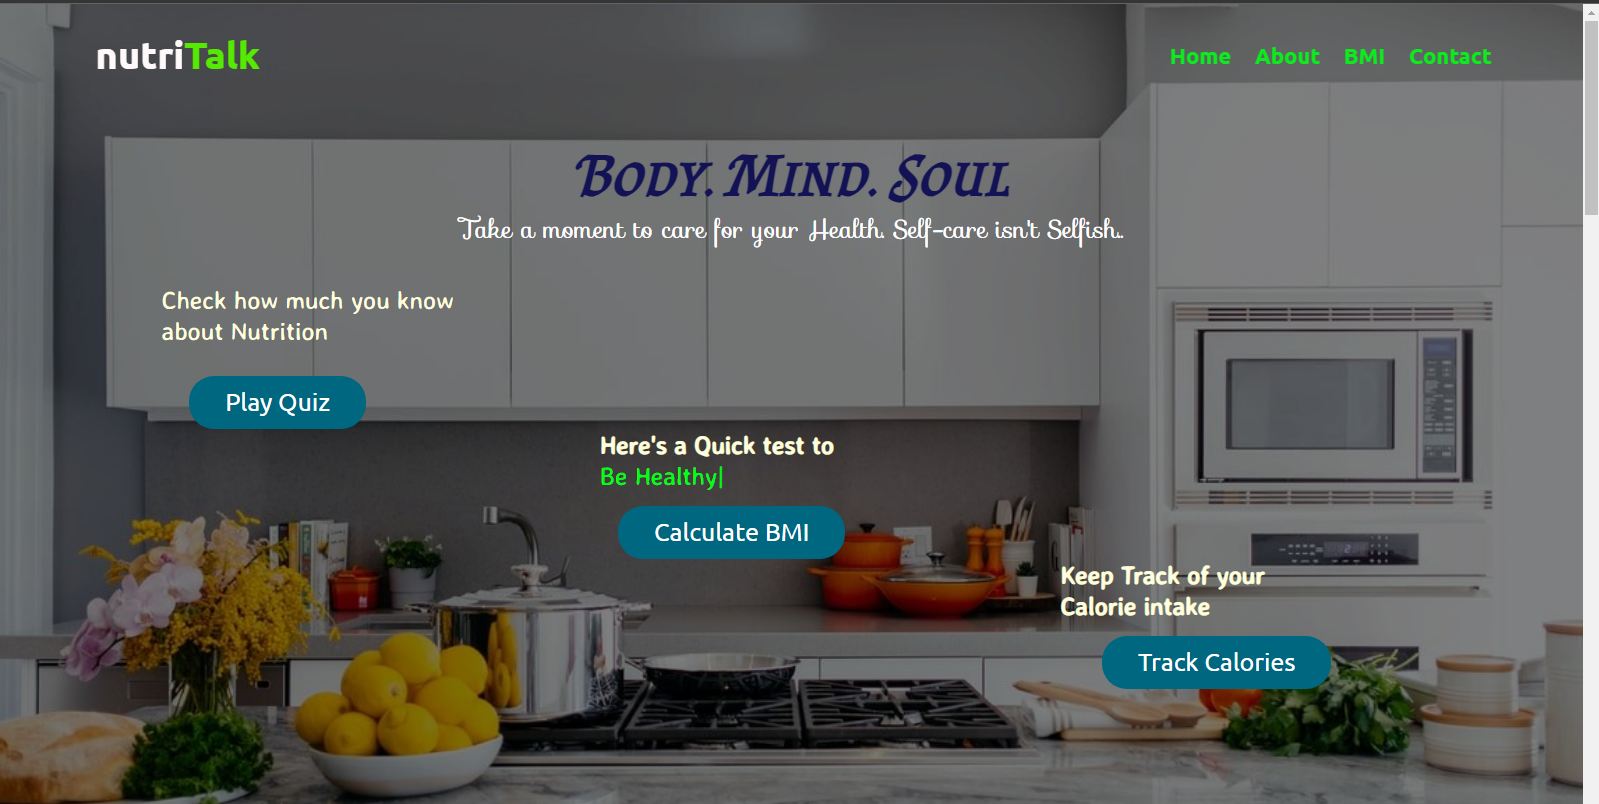 nutriTalk
Home About BMI Contact
Body. Mind. Soul
Take a moment to care for your Health. Self-care isn't Selfish..
Check how much you know
about Nutrition
Play Quiz
Here's a Quick test to
Be Healthy|
Calculate BMI
Keep Track of your
Calorie intake
Track Calories